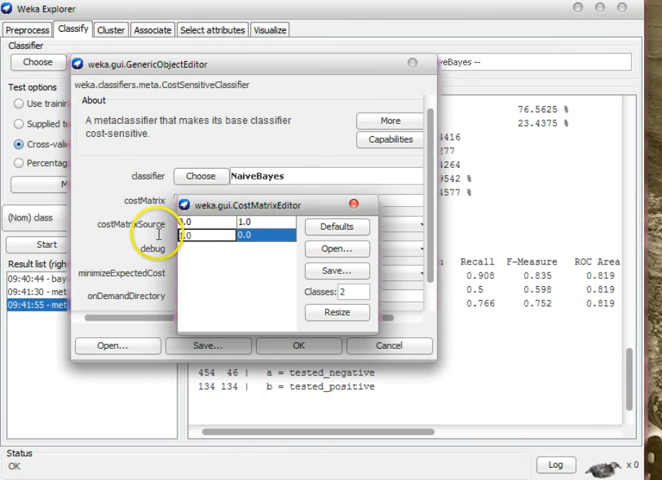 Weka Explorer
Preprocess Classify Cluster Associate Select attributes Visualize
Classifier
Choose
Test options
Use trainin
Supplied t
Cross-valid
Percentag
M
(Nom) class
Start
Result list (right
09:40:44 - bay
09:41:30 - met
09:41:55 - met
weka.gui.GenericObjectEditor
weka.classifiers.meta.CostSensitiveClassifier
About
A metaclassifier that makes its base classifier
cost-sensitive.
More
Capabilities
classifier Choose NaiveBayes
costMatrix
costMatrixSource
debug
minimizeExpectedCost
onDemandDirectory
Open... Save... OK Cancel
weka.gui.CostMatrixEditor
0.0 1.0
1.0 0.0
Defaults
Open...
Save...
Classes: 2
Resize
veBayes --
76.5625 %
23.4375 %
4416
277
4264
9542 %
4577 %
n Recall F-Measure ROC Area
0.908 0.835 0.819
0.5 0.598 0.819
0.766 0.752 0.819
454 46 | a = tested_negative
134 134 | b = tested_positive
Status
OK
Log
x 0